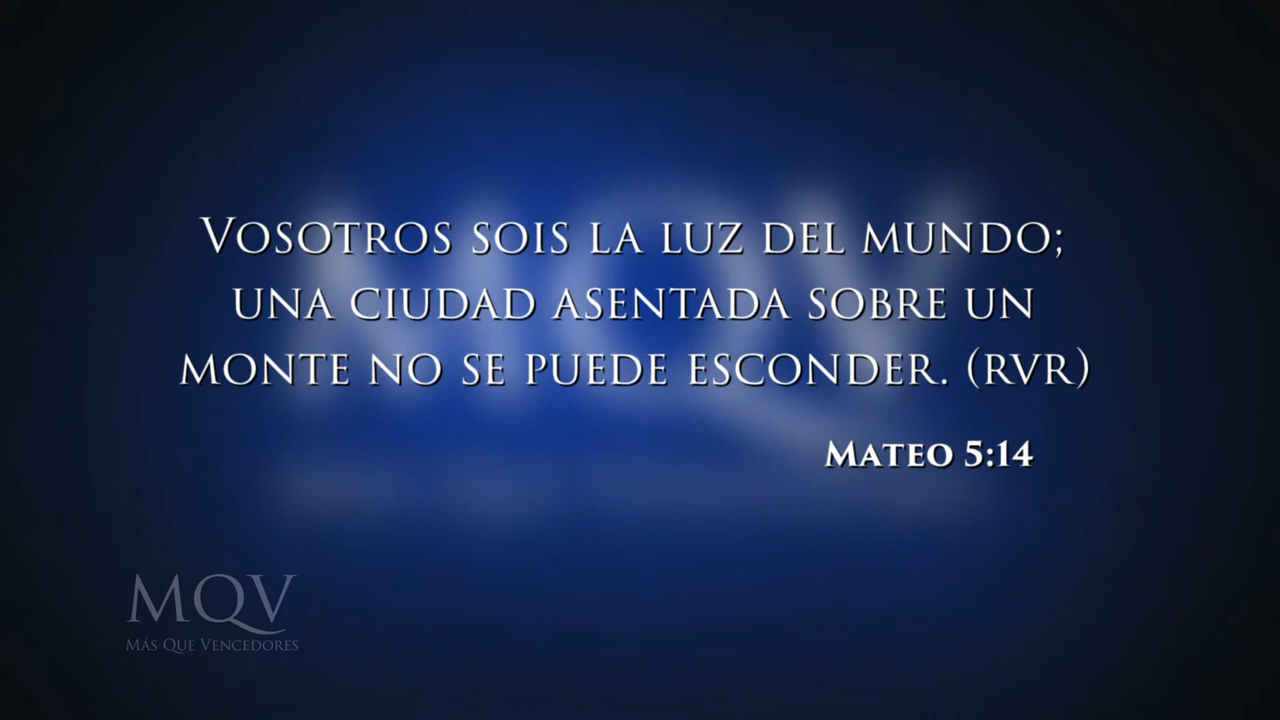 Vosotros sois la luz del mundo;
una ciudad asentada sobre un
monte no se puede esconder. (RVR)
Mateo 5:14
MQV
Más Que Vencedores